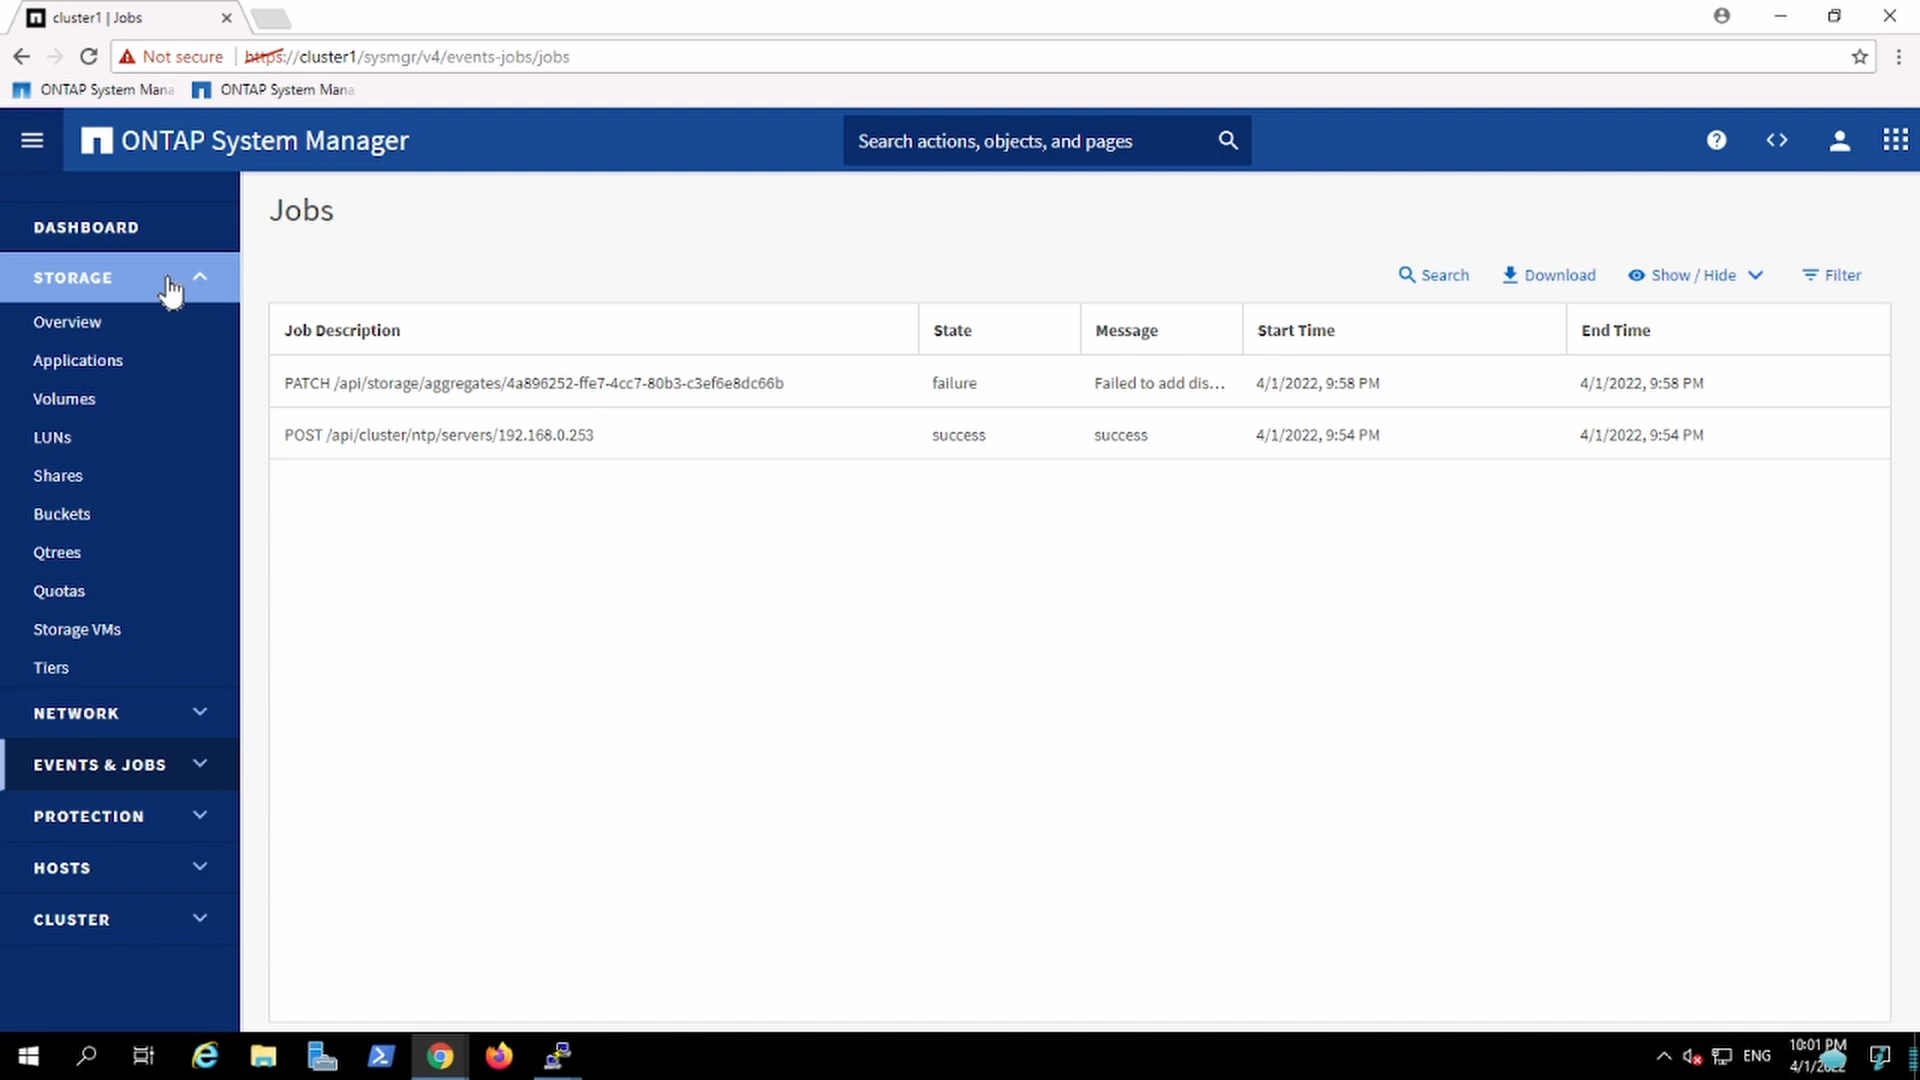 cluster1 | Jobs
Not secure https://cluster1/sysmgr/v4/events-jobs/jobs
ONTAP System Mana ONTAP System Mana
ONTAP System Manager Search actions, objects, and pages
DASHBOARD
STORAGE
Overview
Applications
Volumes
LUNs
Shares
Buckets
Qtrees
Quotas
Storage VMs
Tiers
NETWORK
EVENTS & JOBS
PROTECTION
HOSTS
CLUSTER
Jobs
Search Download Show / Hide Filter
Job Description State Message Start Time End Time
PATCH /api/storage/aggregates/4a896252-ffe7-4cc7-80b3-c3ef6e8dc66b failure Failed to add dis... 4/1/2022, 9:58 PM 4/1/2022, 9:58 PM
POST /api/cluster/ntp/servers/192.168.0.253 success success 4/1/2022, 9:54 PM 4/1/2022, 9:54 PM
ENG 10:01 PM
4/1/2022